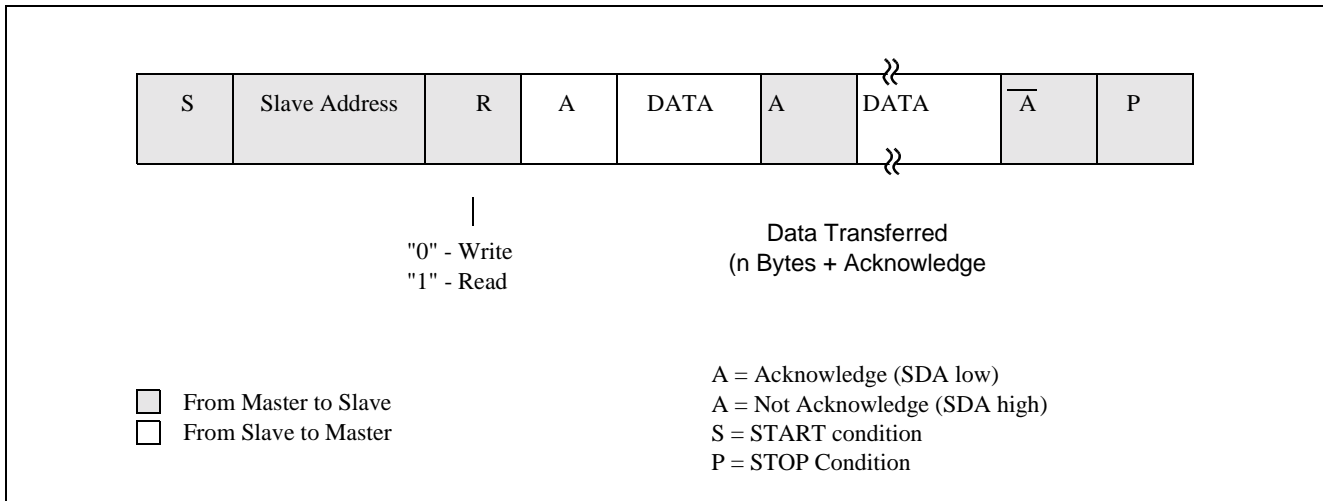 S Slave Address R A DATA A DATA A̅ P
"0" - Write
"1" - Read
Data Transferred
(n Bytes + Acknowledge
From Master to Slave
From Slave to Master
A = Acknowledge (SDA low)
A = Not Acknowledge (SDA high)
S = START condition
P = STOP Condition